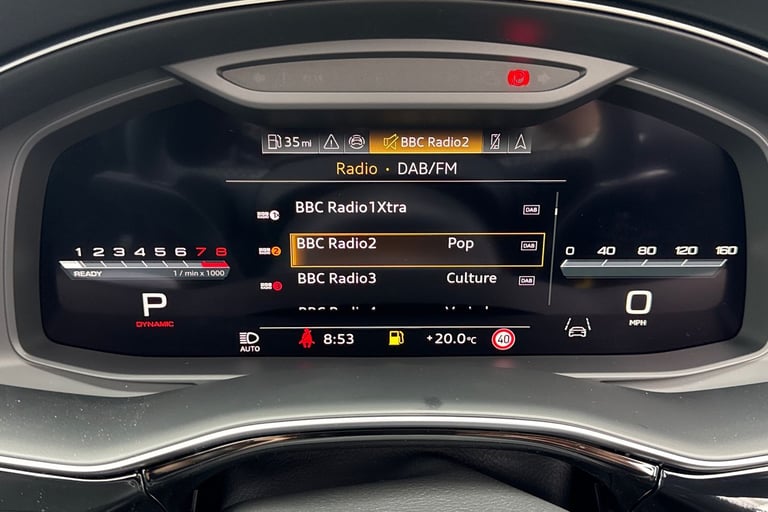 35mi BBC Radio2
Radio · DAB/FM
1X BBC Radio1Xtra DAB
2 BBC Radio2 Pop DAB
BBC Radio3 Culture DAB
1 2 3 4 5 6 7 8
READY 1 / min x 1000
0 40 80 120 160
P
DYNAMIC
0
MPH
AUTO
8:53 +20.0°C 40